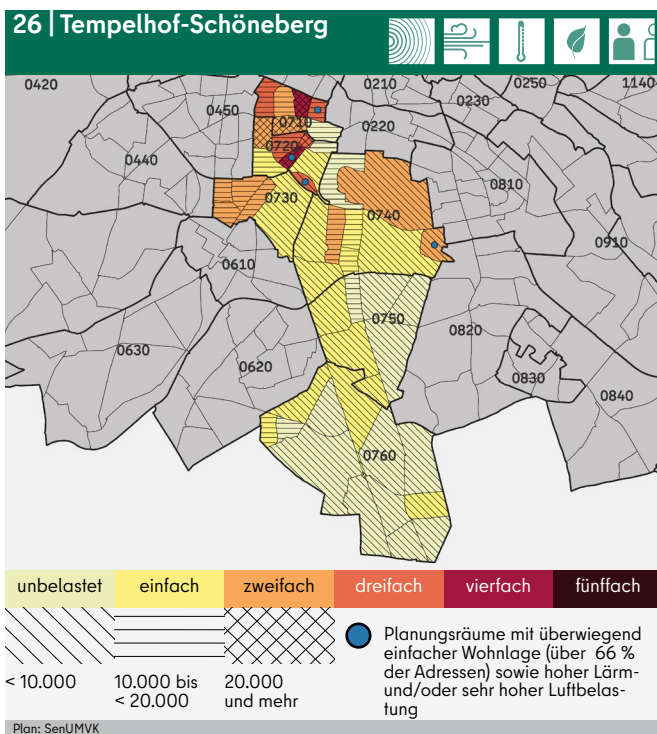 26 | Tempelhof-Schöneberg
0420
0210
0250
1140
0450
0230
0710
0220
0440
0720
0810
0730
0740
0910
0610
0750
0820
0630
0620
0830
0840
0760
unbelastet einfach zweifach dreifach vierfach fünffach
< 10.000
10.000 bis
< 20.000
20.000
und mehr
Planungsräume mit überwiegend
einfacher Wohnlage (über 66 %
der Adressen) sowie hoher Lärm-
und/oder sehr hoher Luftbelas-
tung
Plan: SenUMVK